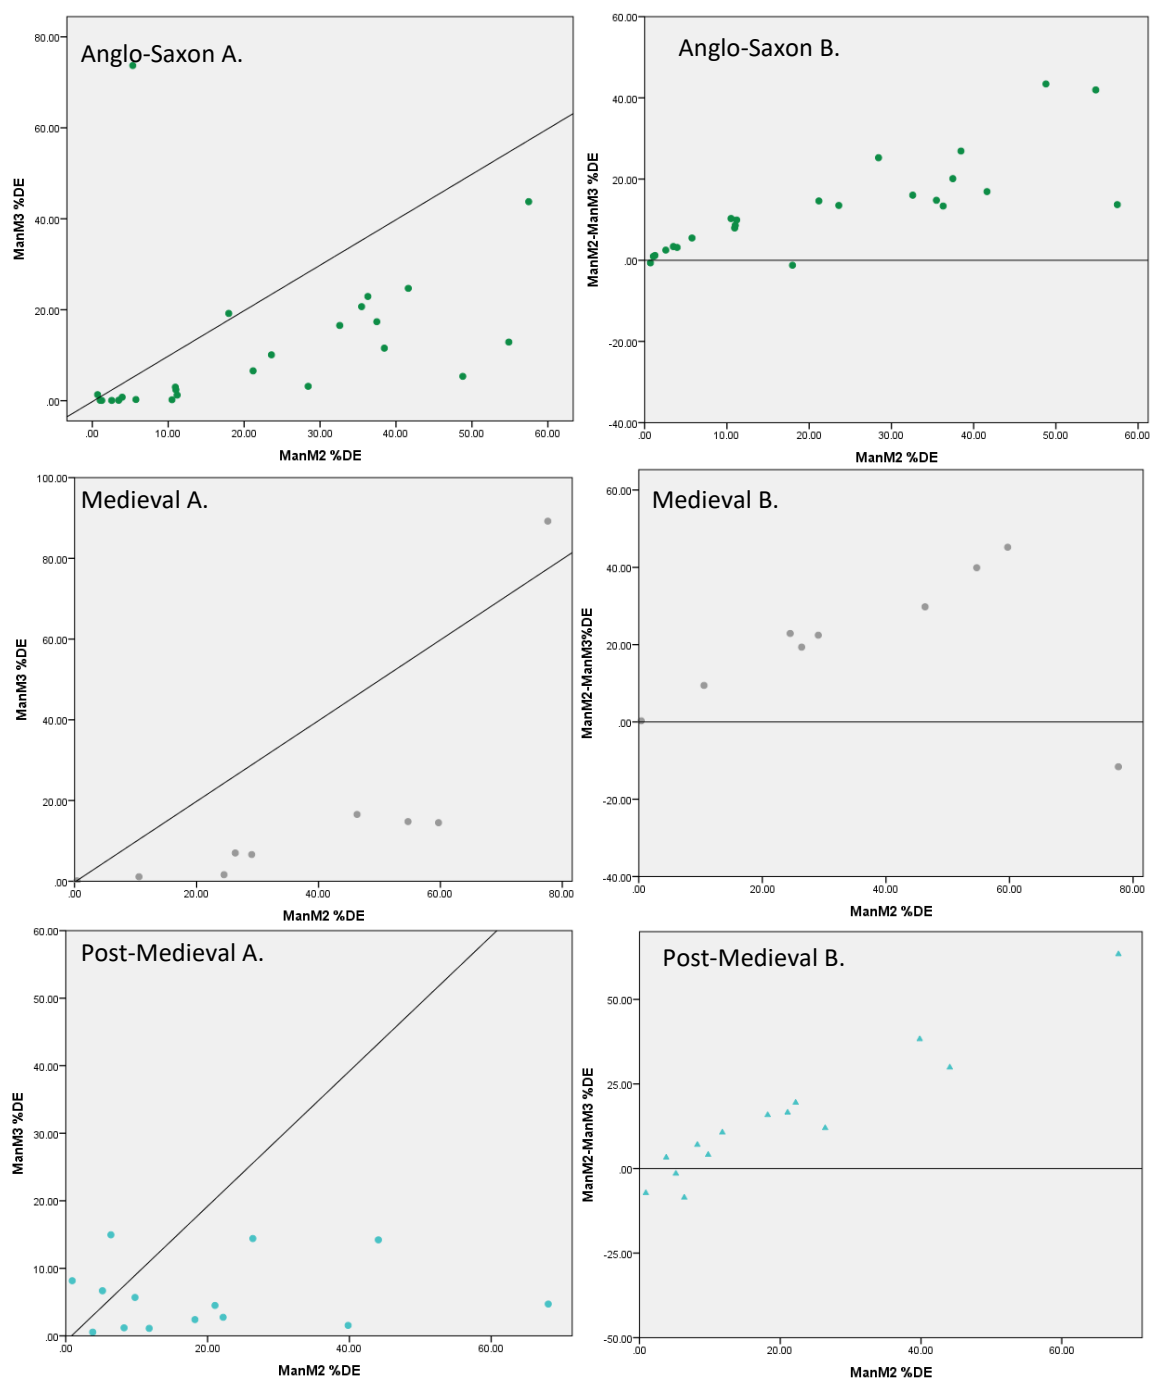 Anglo-Saxon A.
80.00
60.00
40.00
20.00
.00
ManM3 %DE
.00 10.00 20.00 30.00 40.00 50.00 60.00
ManM2 %DE
Anglo-Saxon B.
60.00
40.00
20.00
.00
-20.00
-40.00
ManM2-ManM3 %DE
.00 10.00 20.00 30.00 40.00 50.00 60.00
ManM2 %DE
Medieval A.
100.00
80.00
60.00
40.00
20.00
.00
ManM3 %DE
.00 20.00 40.00 60.00 80.00
ManM2 %DE
Medieval B.
60.00
40.00
20.00
.00
-20.00
-40.00
ManM2-ManM3%DE
.00 20.00 40.00 60.00 80.00
ManM2 %DE
Post-Medieval A.
60.00
50.00
40.00
30.00
20.00
10.00
.00
ManM3 %DE
.00 20.00 40.00 60.00
ManM2 %DE
Post-Medieval B.
50.00
25.00
.00
-25.00
-50.00
ManM2-ManM3 %DE
.00 20.00 40.00 60.00
ManM2 %DE